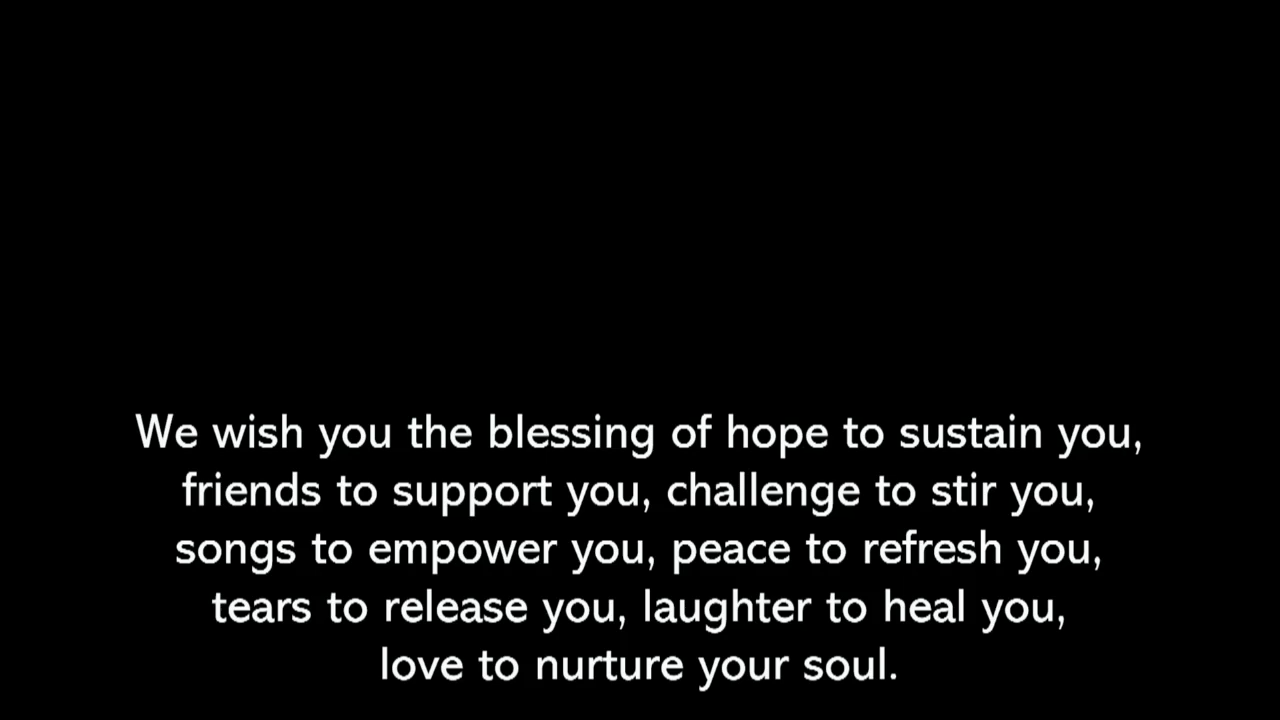 We wish you the blessing of hope to sustain you,
friends to support you, challenge to stir you,
songs to empower you, peace to refresh you,
tears to release you, laughter to heal you,
love to nurture your soul.